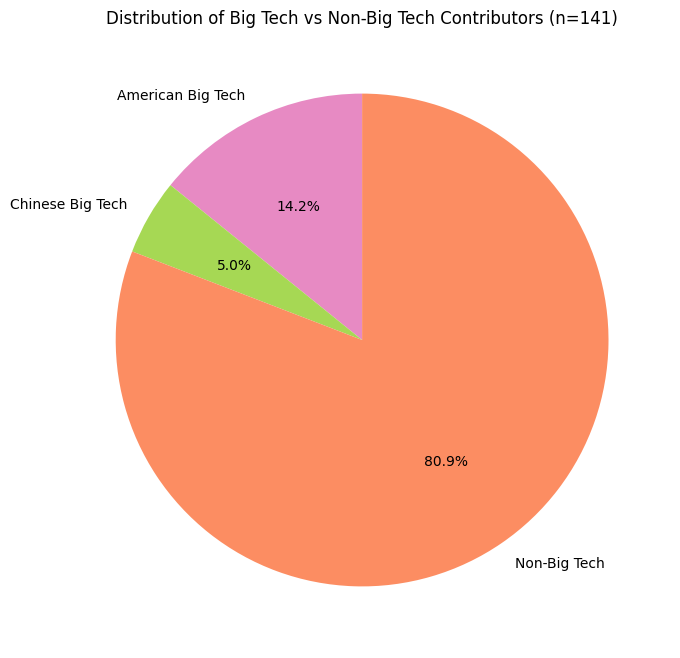 Distribution of Big Tech vs Non-Big Tech Contributors (n=141)
American Big Tech
Chinese Big Tech
14.2%
5.0%
80.9%
Non-Big Tech